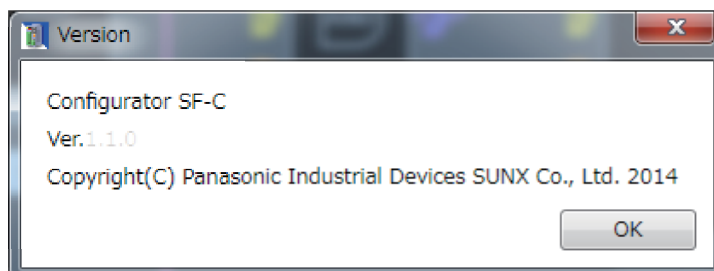 Version
Configurator SF-C
Ver.1.1.0
Copyright(C) Panasonic Industrial Devices SUNX Co., Ltd. 2014
OK